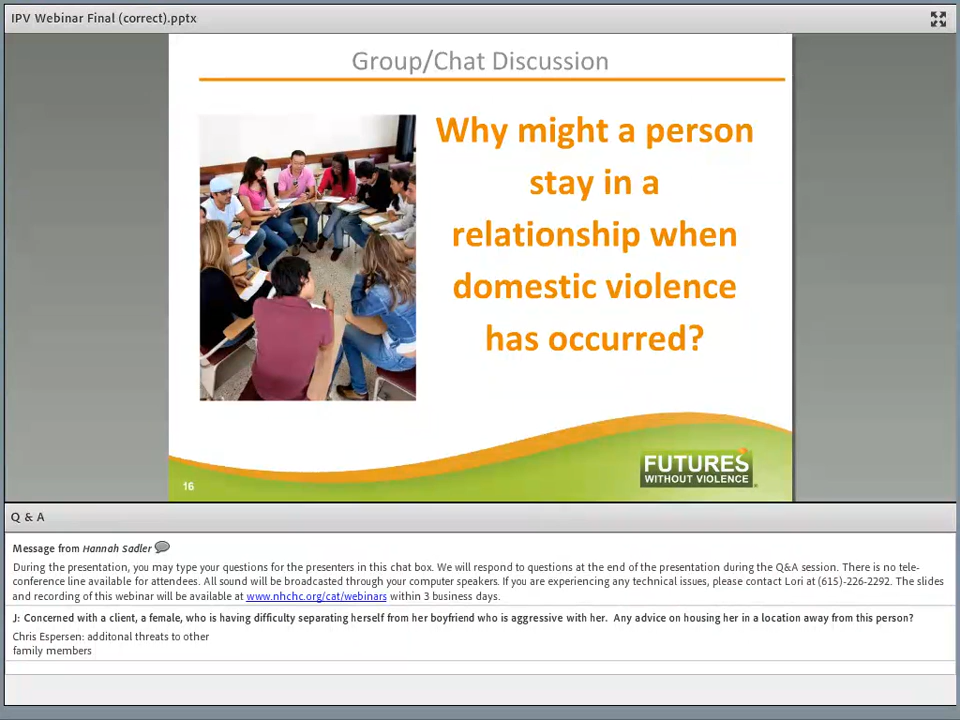 IPV Webinar Final (correct).pptx
Group/Chat Discussion
Why might a person
stay in a
relationship when
domestic violence
has occurred?
FUTURES
WITHOUT VIOLENCE
16
Q & A
Message from Hannah Sadler
During the presentation, you may type your questions for the presenters in this chat box. We will respond to questions at the end of the presentation during the Q&A session. There is no tele-
conference line available for attendees. All sound will be broadcasted through your computer speakers. If you are experiencing any technical issues, please contact Lori at (615)-226-2292. The slides
and recording of this webinar will be available at www.nhchc.org/cat/webinars within 3 business days.
J: Concerned with a client, a female, who is having difficulty separating herself from her boyfriend who is aggressive with her. Any advice on housing her in a location away from this person?
Chris Espersen: additonal threats to other
family members